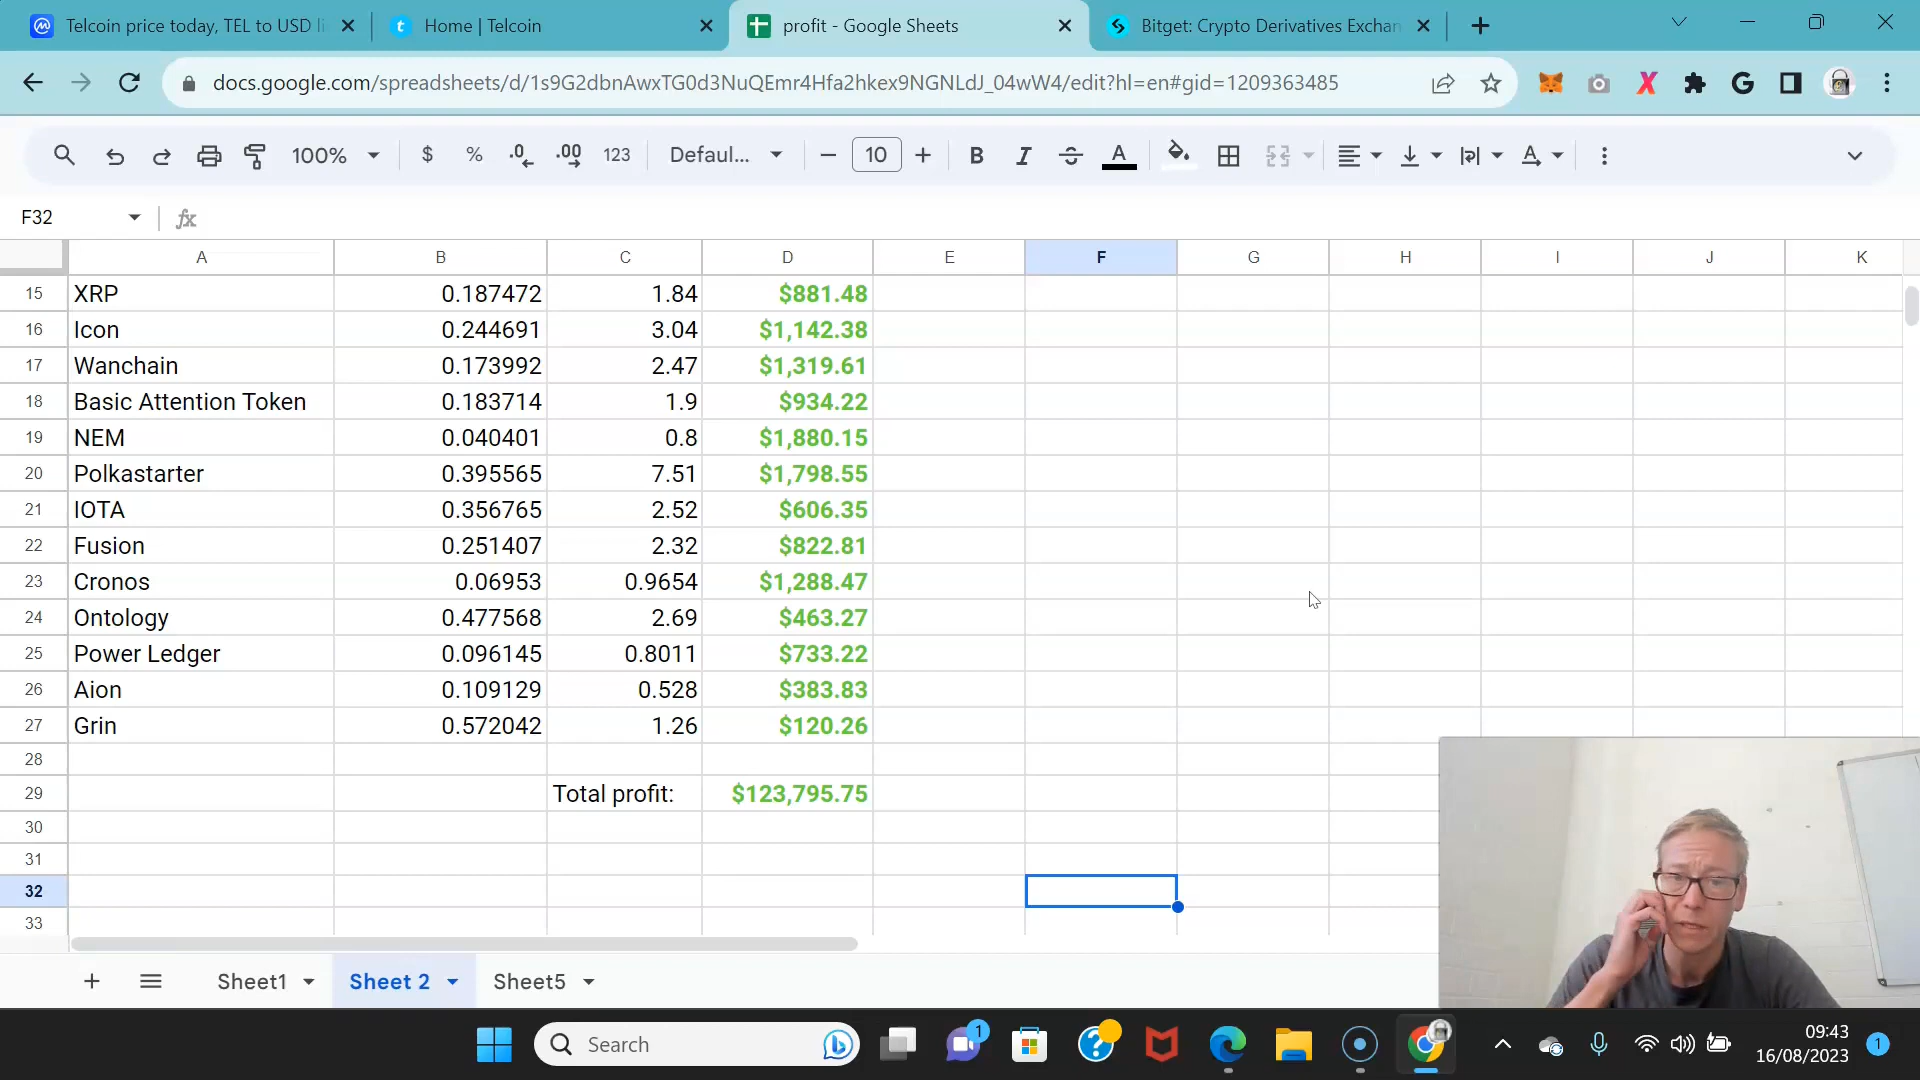 Telcoin price today, TEL to USD li
Home | Telcoin
profit - Google Sheets
Bitget: Crypto Derivatives Exchan
docs.google.com/spreadsheets/d/1s9G2dbnAwxTG0d3NuQEmr4Hfa2hkex9NGNLdJ_04wW4/edit?hl=en#gid=1209363485
100% $ % .0 .00 123 Defaul... 10 B I A
F32 fx
A B C D E F G H I J K
15 XRP 0.187472 1.84 $881.48
16 Icon 0.244691 3.04 $1,142.38
17 Wanchain 0.173992 2.47 $1,319.61
18 Basic Attention Token 0.183714 1.9 $934.22
19 NEM 0.040401 0.8 $1,880.15
20 Polkastarter 0.395565 7.51 $1,798.55
21 IOTA 0.356765 2.52 $606.35
22 Fusion 0.251407 2.32 $822.81
23 Cronos 0.06953 0.9654 $1,288.47
24 Ontology 0.477568 2.69 $463.27
25 Power Ledger 0.096145 0.8011 $733.22
26 Aion 0.109129 0.528 $383.83
27 Grin 0.572042 1.26 $120.26
28
29 Total profit: $123,795.75
30
31
32
33
Sheet1 Sheet 2 Sheet5
Search 1 09:43
16/08/2023 1